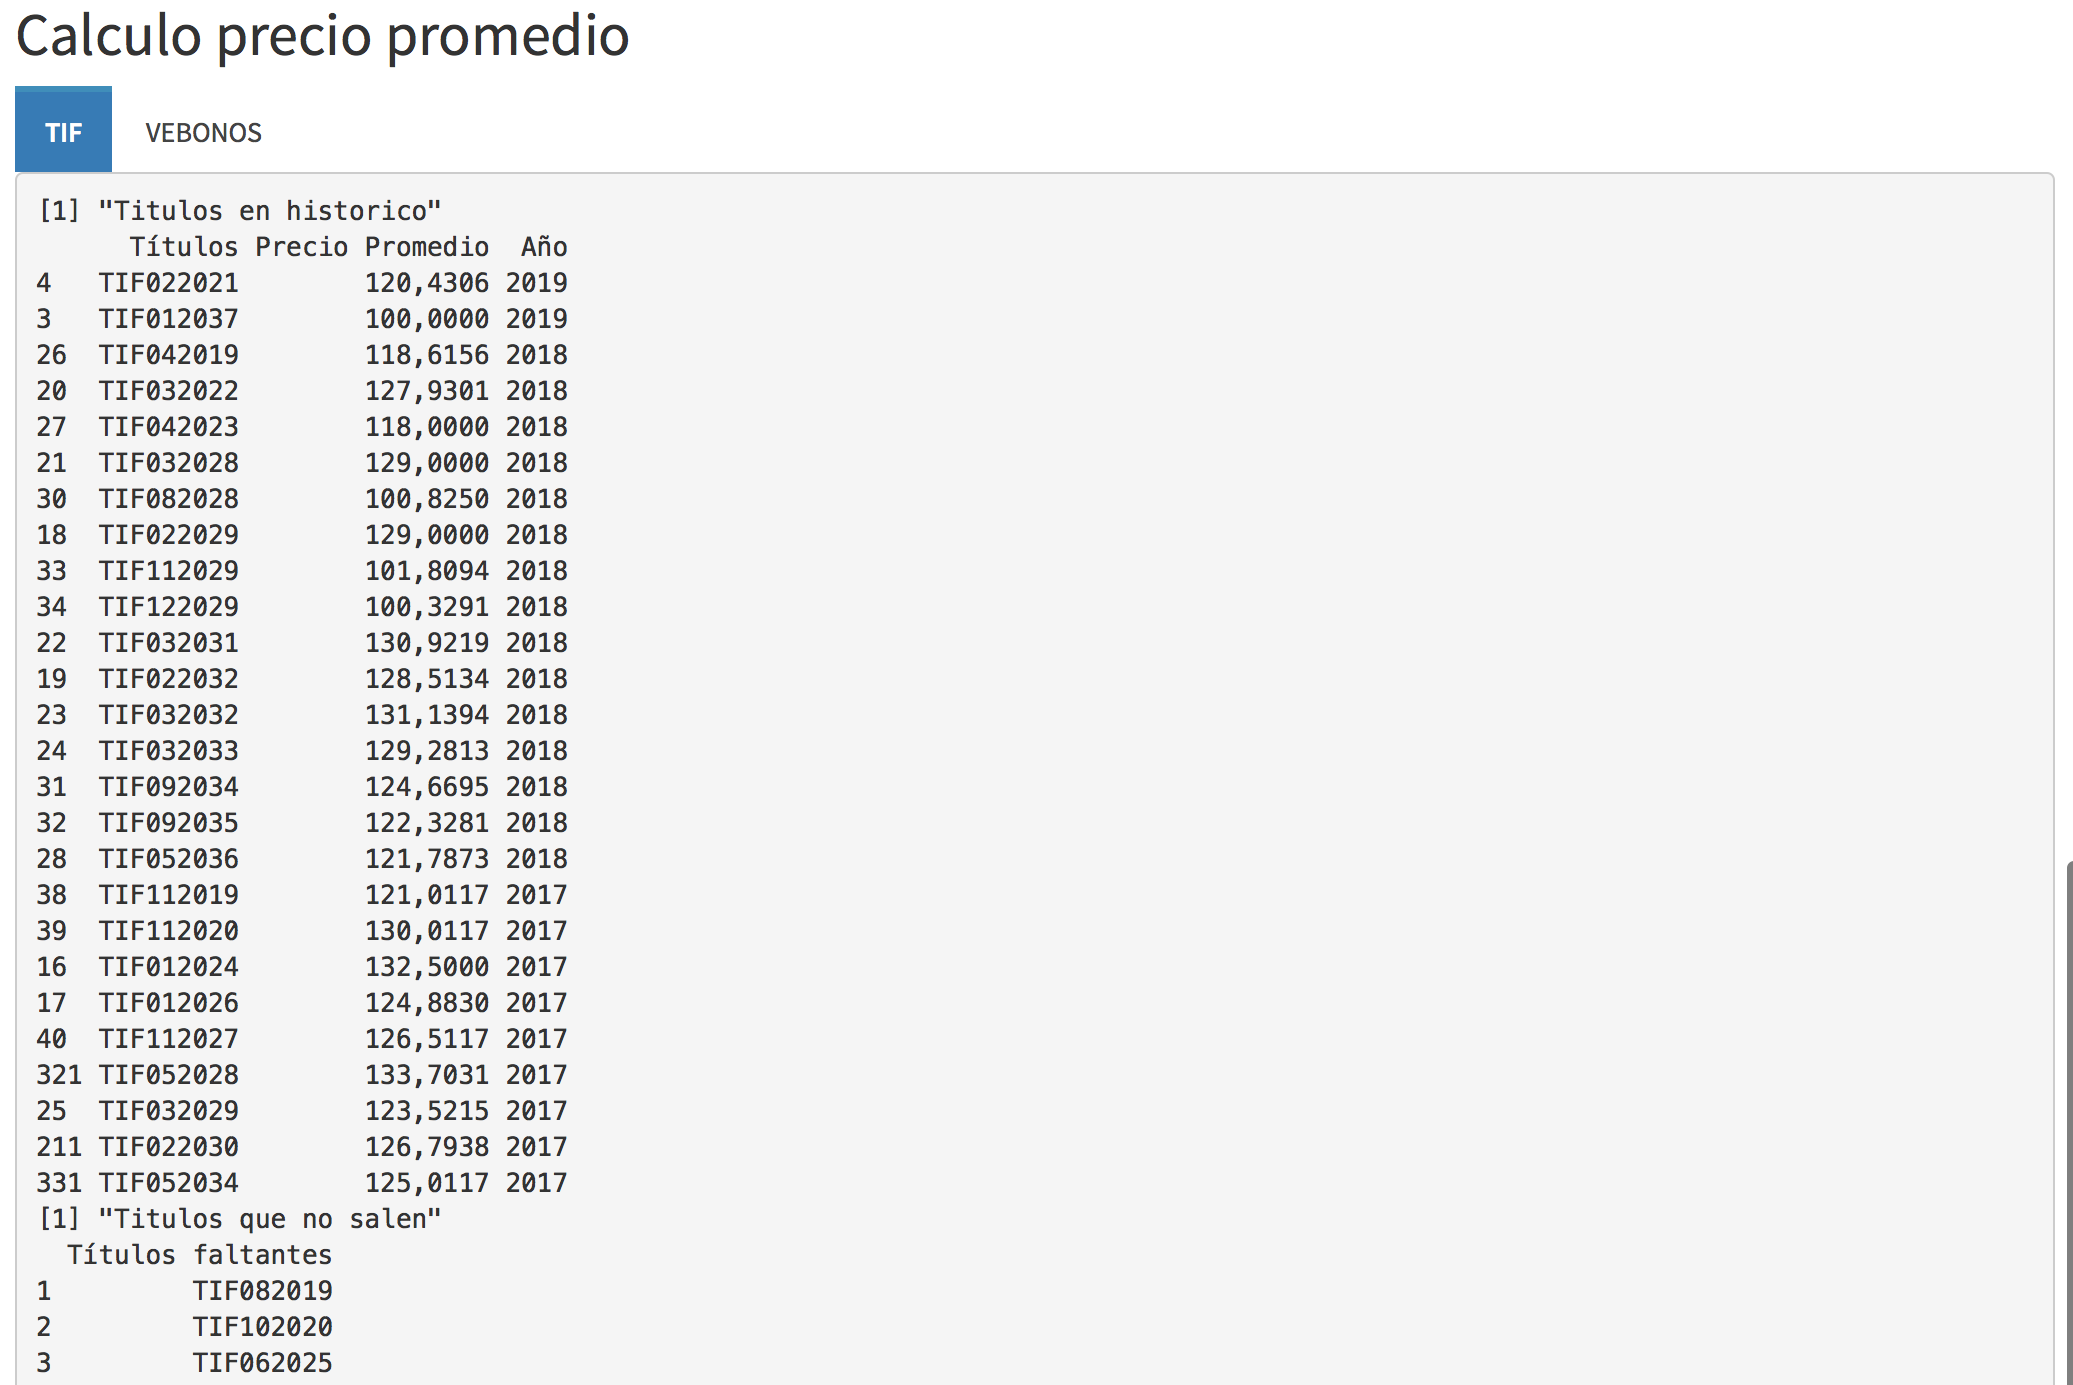 Calculo precio promedio
TIF VEBONOS
[1] "Titulos en historico"
Títulos Precio Promedio Año
4 TIF022021 120,4306 2019
3 TIF012037 100,0000 2019
26 TIF042019 118,6156 2018
20 TIF032022 127,9301 2018
27 TIF042023 118,0000 2018
21 TIF032028 129,0000 2018
30 TIF082028 100,8250 2018
18 TIF022029 129,0000 2018
33 TIF112029 101,8094 2018
34 TIF122029 100,3291 2018
22 TIF032031 130,9219 2018
19 TIF022032 128,5134 2018
23 TIF032032 131,1394 2018
24 TIF032033 129,2813 2018
31 TIF092034 124,6695 2018
32 TIF092035 122,3281 2018
28 TIF052036 121,7873 2018
38 TIF112019 121,0117 2017
39 TIF112020 130,0117 2017
16 TIF012024 132,5000 2017
17 TIF012026 124,8830 2017
40 TIF112027 126,5117 2017
321 TIF052028 133,7031 2017
25 TIF032029 123,5215 2017
211 TIF022030 126,7938 2017
331 TIF052034 125,0117 2017
[1] "Titulos que no salen"
Títulos faltantes
1 TIF082019
2 TIF102020
3 TIF062025